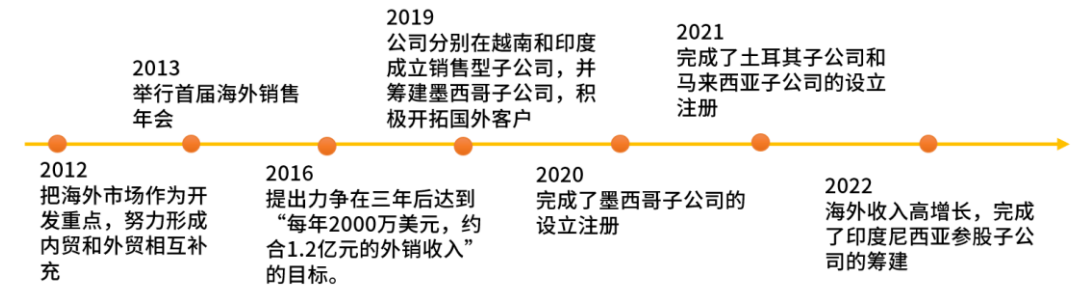 2012
把海外市场作为开
发重点，努力形成
内贸和外贸相互补
充
2013
举行首届海外销售
年会
2016
提出力争在三年后达到
“每年2000万美元，约
合1.2亿元的外销收入”
的目标。
2019
公司分别在越南和印度
成立销售型子公司，并
筹建墨西哥子公司，积
极开拓国外客户
2020
完成了墨西哥子公司的
设立注册
2021
完成了土耳其子公司和
马来西亚子公司的设立
注册
2022
海外收入高增长，完成
了印度尼西亚参股子公
司的筹建